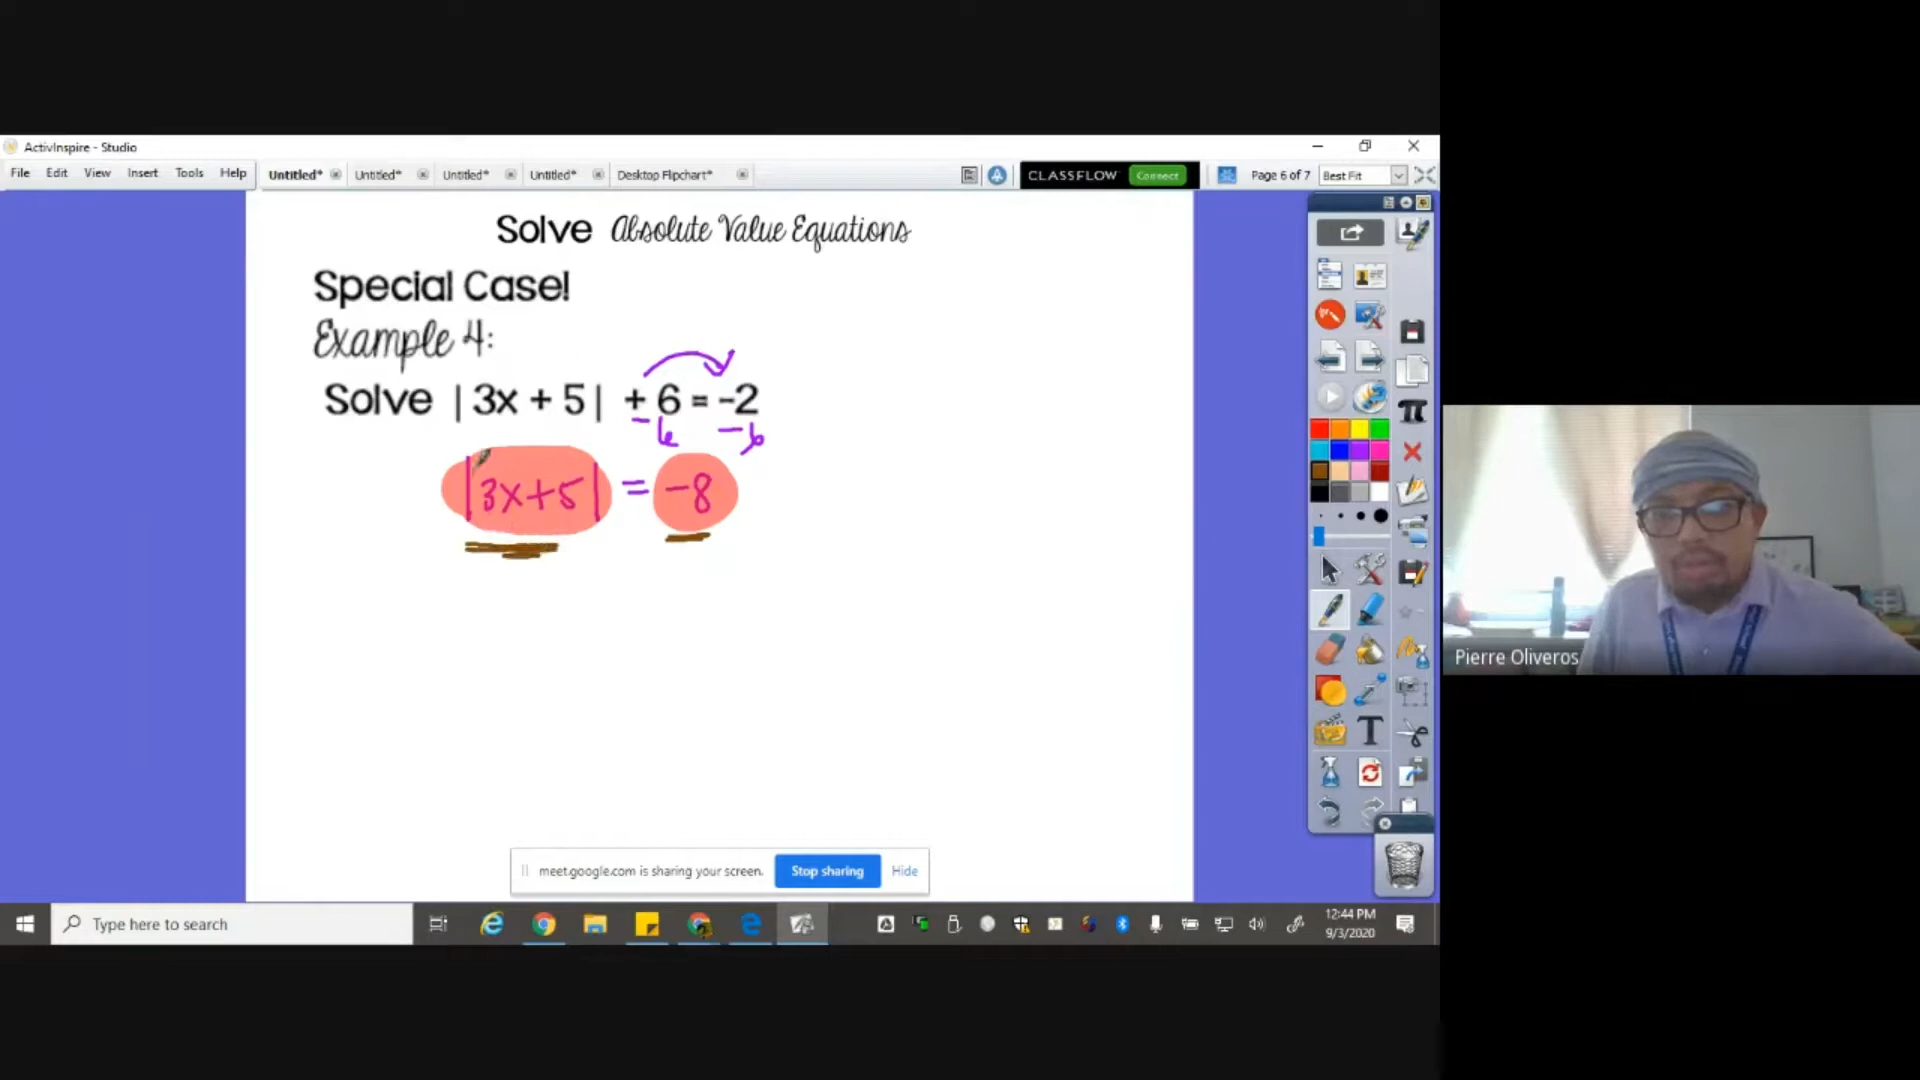 ActivInspire - Studio
File Edit View Insert Tools Help Untitled* Untitled* Untitled* Untitled* Desktop Flipchart* CLASSFLOW Connect Page 6 of 7 Best Fit
Solve Absolute Value Equations
Special Case!
Example 4:
Solve |3x + 5| + 6 = -2
-6 -6
|3x+5| = -8
Pierre Oliveros
meet.google.com is sharing your screen. Stop sharing Hide
Type here to search
12:44 PM
9/3/2020